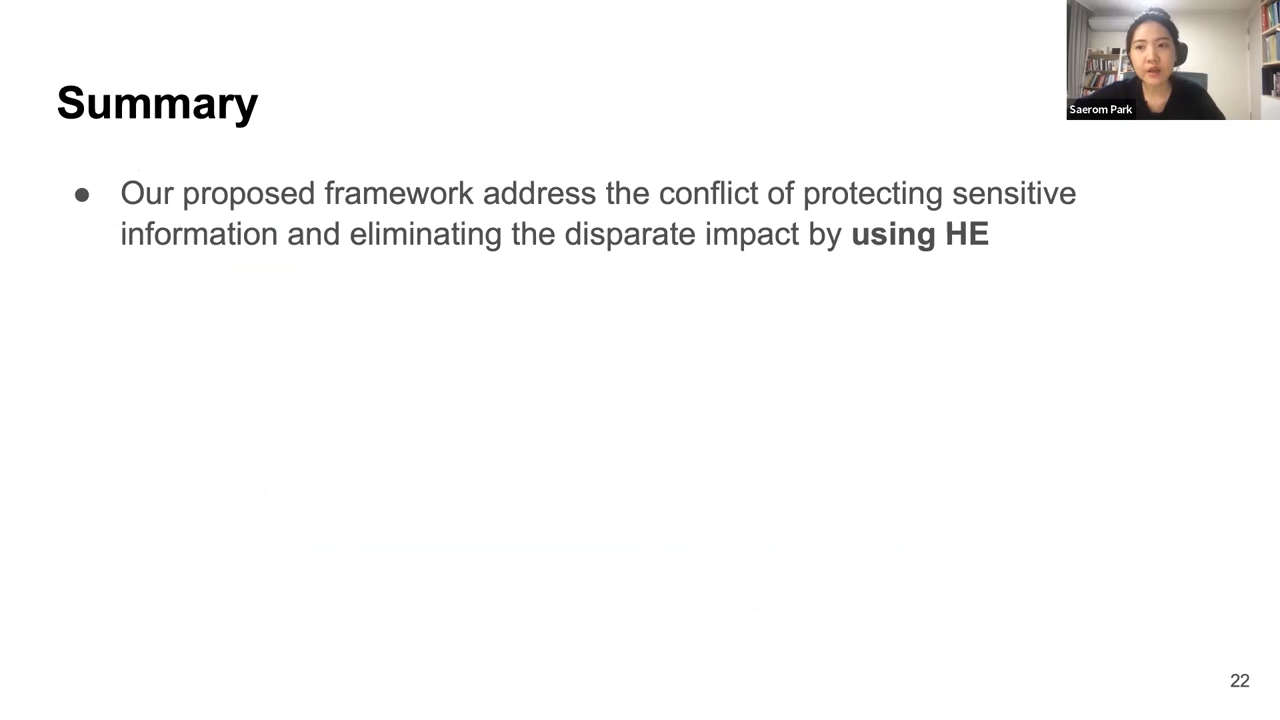 Saerom Park
Summary
● Our proposed framework address the conflict of protecting sensitive
information and eliminating the disparate impact by using HE
22